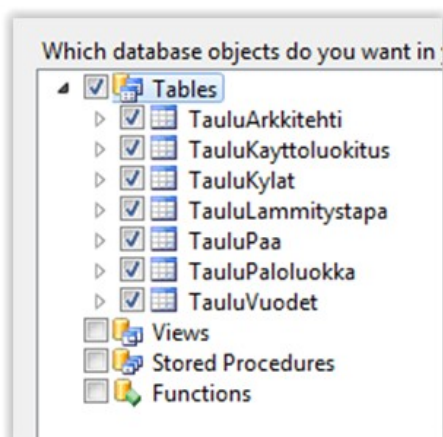 Which database objects do you want in
Tables
TauluArkkitehti
TauluKayttoluokitus
TauluKylat
TauluLammitystapa
TauluPaa
TauluPaloluokka
TauluVuodet
Views
Stored Procedures
Functions